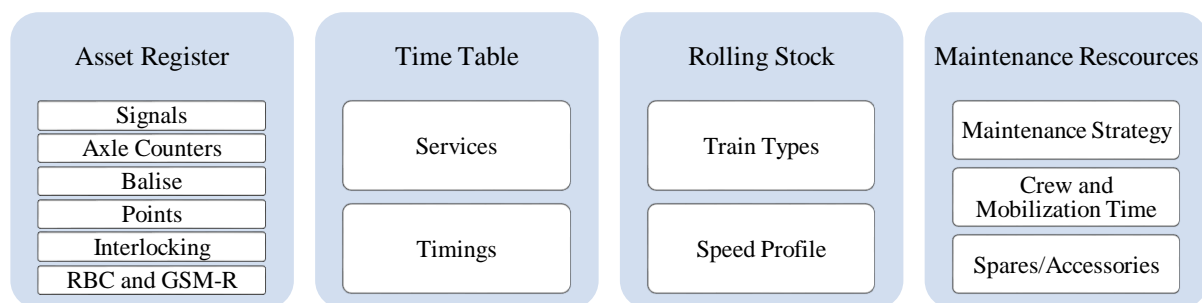 Asset Register
Signals
Axle Counters
Balise
Points
Interlocking
RBC and GSM-R
Time Table
Services
Timings
Rolling Stock
Train Types
Speed Profile
Maintenance Rescources
Maintenance Strategy
Crew and
Mobilization Time
Spares/Accessories